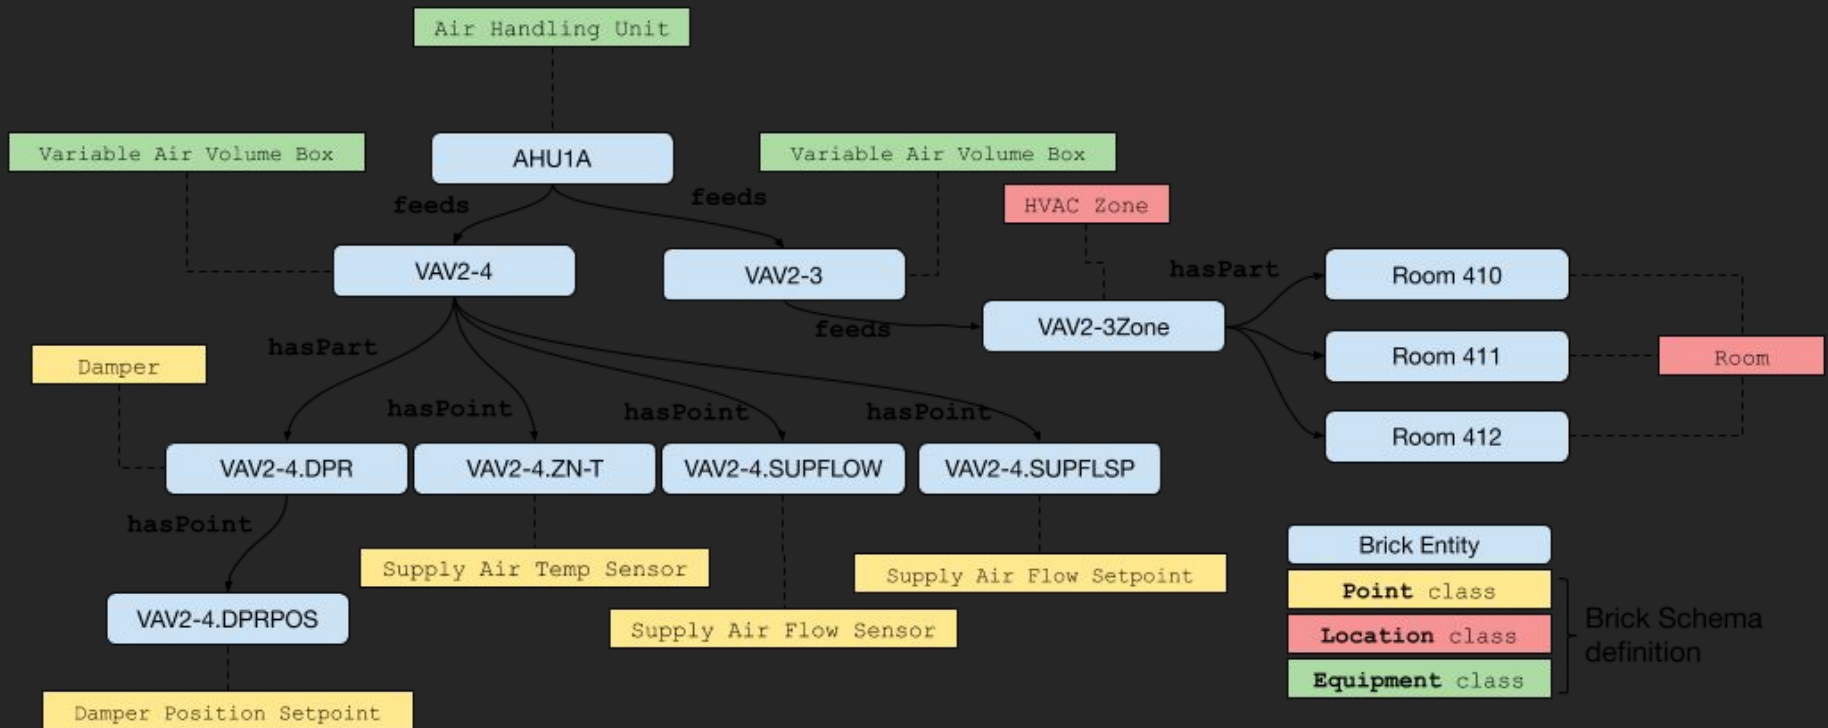 Air Handling Unit
Variable Air Volume Box
AHU1A
Variable Air Volume Box
feeds
feeds
HVAC Zone
VAV2-4
VAV2-3
hasPart
Room 410
feeds
VAV2-3Zone
hasPart
Damper
Room 411
Room
hasPoint
hasPoint
hasPoint
Room 412
VAV2-4.DPR
VAV2-4.ZN-T
VAV2-4.SUPFLOW
VAV2-4.SUPFLSP
hasPoint
Supply Air Temp Sensor
Supply Air Flow Setpoint
VAV2-4.DPRPOS
Supply Air Flow Sensor
Damper Position Setpoint
Brick Entity
Point class
Location class
Equipment class
Brick Schema
definition